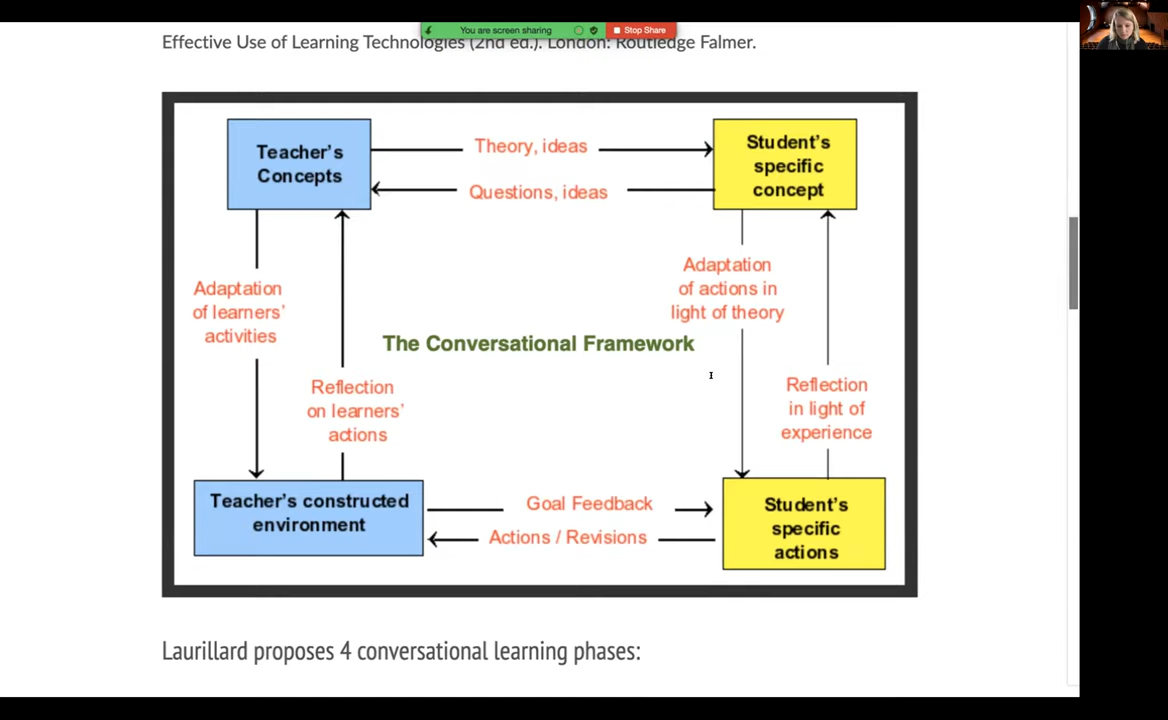 You are screen sharing
Stop Share
Effective Use of Learning Technologies (2nd ed.). London: Routledge Falmer.
Teacher's
Concepts
Theory, ideas
Questions, ideas
Student's
specific
concept
Adaptation
of learners'
activities
Reflection
on learners'
actions
The Conversational Framework
Adaptation
of actions in
light of theory
Reflection
in light of
experience
Teacher's constructed
environment
Goal Feedback
Actions / Revisions
Student's
specific
actions
Laurillard proposes 4 conversational learning phases: